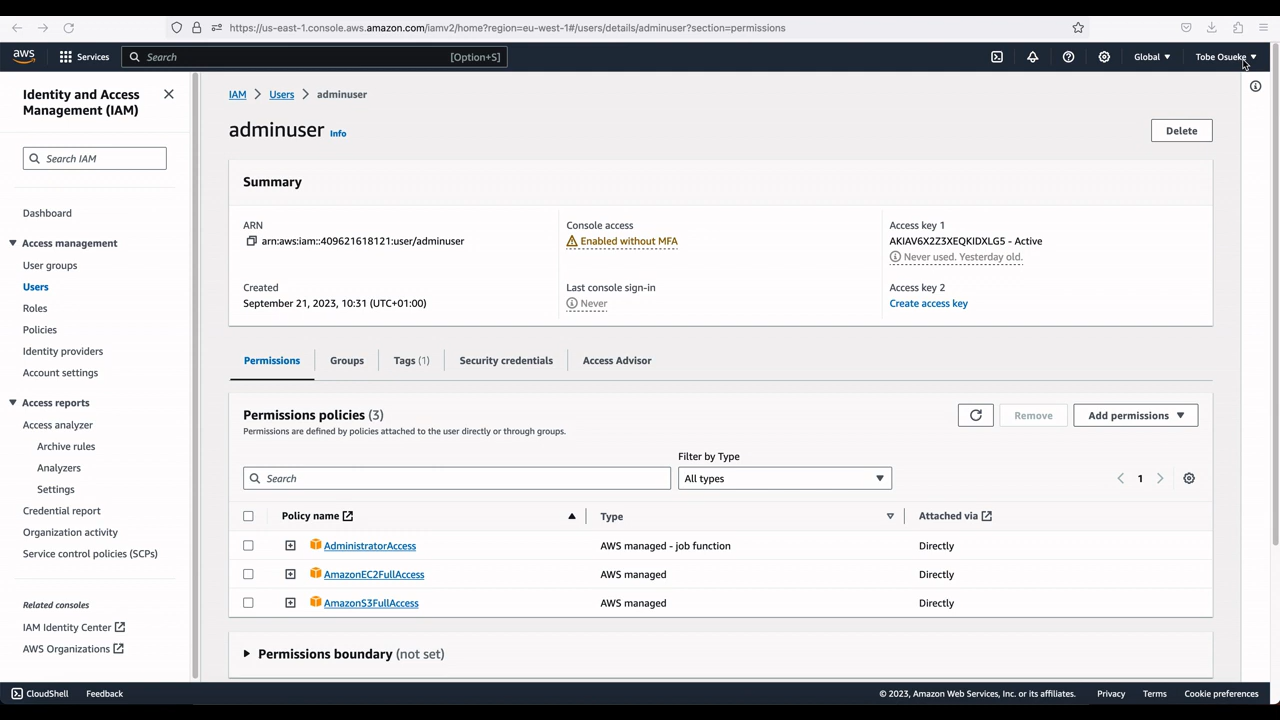 https://us-east-1.console.aws.amazon.com/iamv2/home?region=eu-west-1#/users/details/adminuser?section=permissions
aws Services Search [Option+S] Global Tobe Osueke
Identity and Access Management (IAM)
Search IAM
Dashboard
Access management
User groups
Users
Roles
Policies
Identity providers
Account settings
Access reports
Access analyzer
Archive rules
Analyzers
Settings
Credential report
Organization activity
Service control policies (SCPs)
Related consoles
IAM Identity Center
AWS Organizations
IAM > Users > adminuser
adminuser Info
Delete
Summary
ARN
arn:aws:iam::409621618121:user/adminuser
Console access
Enabled without MFA
Access key 1
AKIAV6X2Z3XEQKIDXLG5 - Active
Never used. Yesterday old.
Created
September 21, 2023, 10:31 (UTC+01:00)
Last console sign-in
Never
Access key 2
Create access key
Permissions Groups Tags (1) Security credentials Access Advisor
Permissions policies (3)
Permissions are defined by policies attached to the user directly or through groups.
Remove
Add permissions
Filter by Type
Search
All types
1
Policy name Type Attached via
AdministratorAccess AWS managed - job function Directly
AmazonEC2FullAccess AWS managed Directly
AmazonS3FullAccess AWS managed Directly
Permissions boundary (not set)
CloudShell Feedback © 2023, Amazon Web Services, Inc. or its affiliates. Privacy Terms Cookie preferences